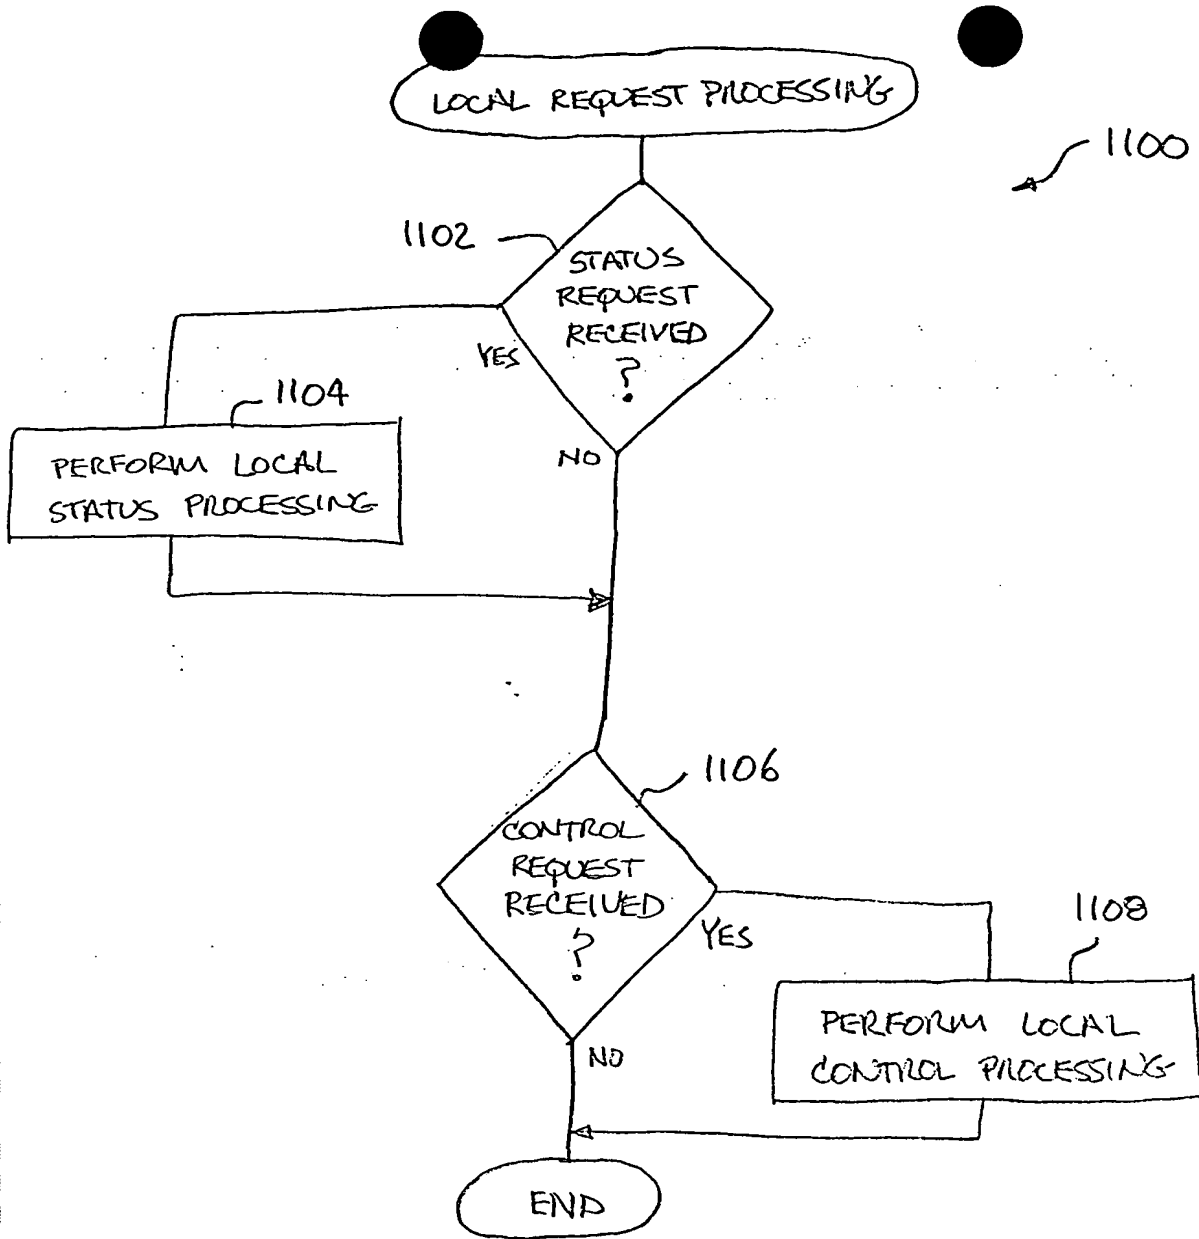 LOCAL REQUEST PROCESSING
1100
1102
STATUS
REQUEST
RECEIVED
?
YES
NO
1104
PERFORM LOCAL
STATUS PROCESSING
1106
CONTROL
REQUEST
RECEIVED
?
YES
NO
1108
PERFORM LOCAL
CONTROL PROCESSING
END